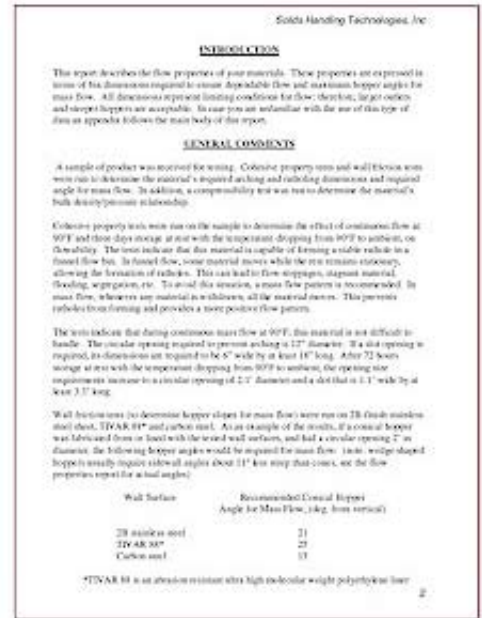 Solids Handling Technologies, Inc
INTRODUCTION
This report describes the flow properties of your materials. These properties are expressed in
terms of bin dimensions required to ensure dependable flow and maximum hopper angles for
mass flow. All dimensions represent limiting conditions for flow; therefore, larger outlets
and steeper hoppers are acceptable. In case you are unfamiliar with the use of this type of
data an appendix follows the main body of this report.
GENERAL COMMENTS
A sample of product was received for testing. Cohesive property tests and wall friction tests
were run to determine the material's required arching and ratholing dimensions and required
angle for mass flow. In addition, a compressibility test was run to determine the material's
bulk density/pressure relationship.
Cohesive property tests were run on the sample to determine the effect of continuous flow at
90°F and three days storage at rest with the temperature dropping from 90°F to ambient, on
flowability. The tests indicate that this material is capable of forming a stable rathole in a
funnel flow bin. In funnel flow, some material moves while the rest remains stationary,
allowing the formation of ratholes. This can lead to flow stoppages, stagnant material,
flooding, segregation, etc. To avoid this situation, a mass flow pattern is recommended. In
mass flow, whenever any material is withdrawn, all the material moves. This prevents
ratholes from forming and provides a more positive flow pattern.
The tests indicate that during continuous mass flow at 90°F, this material is not difficult to
handle. The circular opening required to prevent arching is 12" diameter. If a slot opening is
required, its dimensions are required to be 6" wide by at least 18" long. After 72 hours
storage at rest with the temperature dropping from 90°F to ambient, the opening size
requirements increase to a circular opening of 2.1' diameter and a slot that is 1.1' wide by at
least 3.3' long.
Wall friction tests (to determine hopper slopes for mass flow) were run on 2B finish stainless
steel sheet, TIVAR 88* and carbon steel. As an example of the results, if a conical hopper
was fabricated from or lined with the tested wall surfaces, and had a circular opening 2' in
diameter, the following hopper angles would be required for mass flow. (note: wedge shaped
hoppers usually require sidewall angles about 11° less steep than cones, see the flow
properties report for actual angles)
Wall Surface
Recommended Conical Hopper
Angle for Mass Flow, (deg. from vertical)
2B stainless steel 21
TIVAR 88*
Carbon steel
*TIVAR 88 is an abrasion resistant ultra high molecular weight polyethylene liner
2